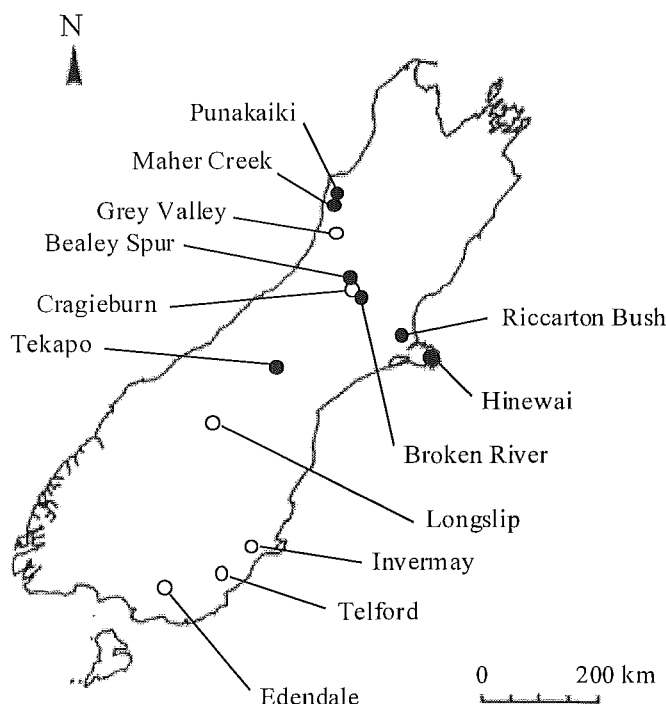 N
Punakaiki
Maher Creek
Grey Valley
Bealey Spur
Cragieburn
Riccarton Bush
Tekapo
Hinewai
Broken River
Longslip
Invermay
Telford
Edendale
0 200 km